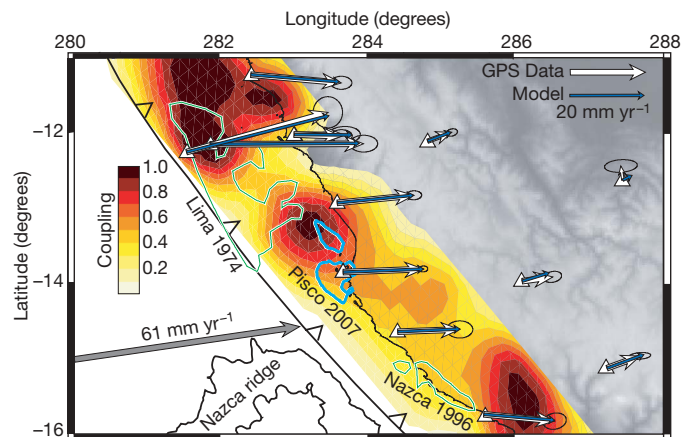 Longitude (degrees)
280 282 284 286 288
GPS Data
Model
20 mm yr⁻¹
Latitude (degrees)
−12
−14
−16
Coupling
1.0
0.8
0.6
0.4
0.2
Lima 1974
Pisco 2007
Nazca 1996
61 mm yr⁻¹
Nazca ridge